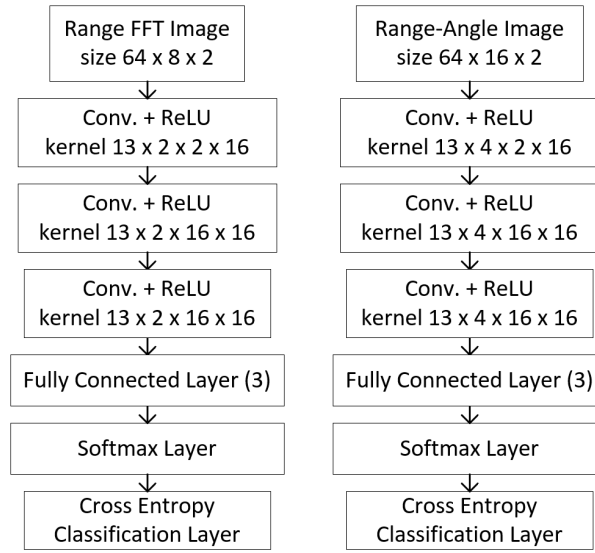 Range FFT Image
size 64 x 8 x 2
Conv. + ReLU
kernel 13 x 2 x 2 x 16
Conv. + ReLU
kernel 13 x 2 x 16 x 16
Conv. + ReLU
kernel 13 x 2 x 16 x 16
Fully Connected Layer (3)
Softmax Layer
Cross Entropy
Classification Layer
Range-Angle Image
size 64 x 16 x 2
Conv. + ReLU
kernel 13 x 4 x 2 x 16
Conv. + ReLU
kernel 13 x 4 x 16 x 16
Conv. + ReLU
kernel 13 x 4 x 16 x 16
Fully Connected Layer (3)
Softmax Layer
Cross Entropy
Classification Layer